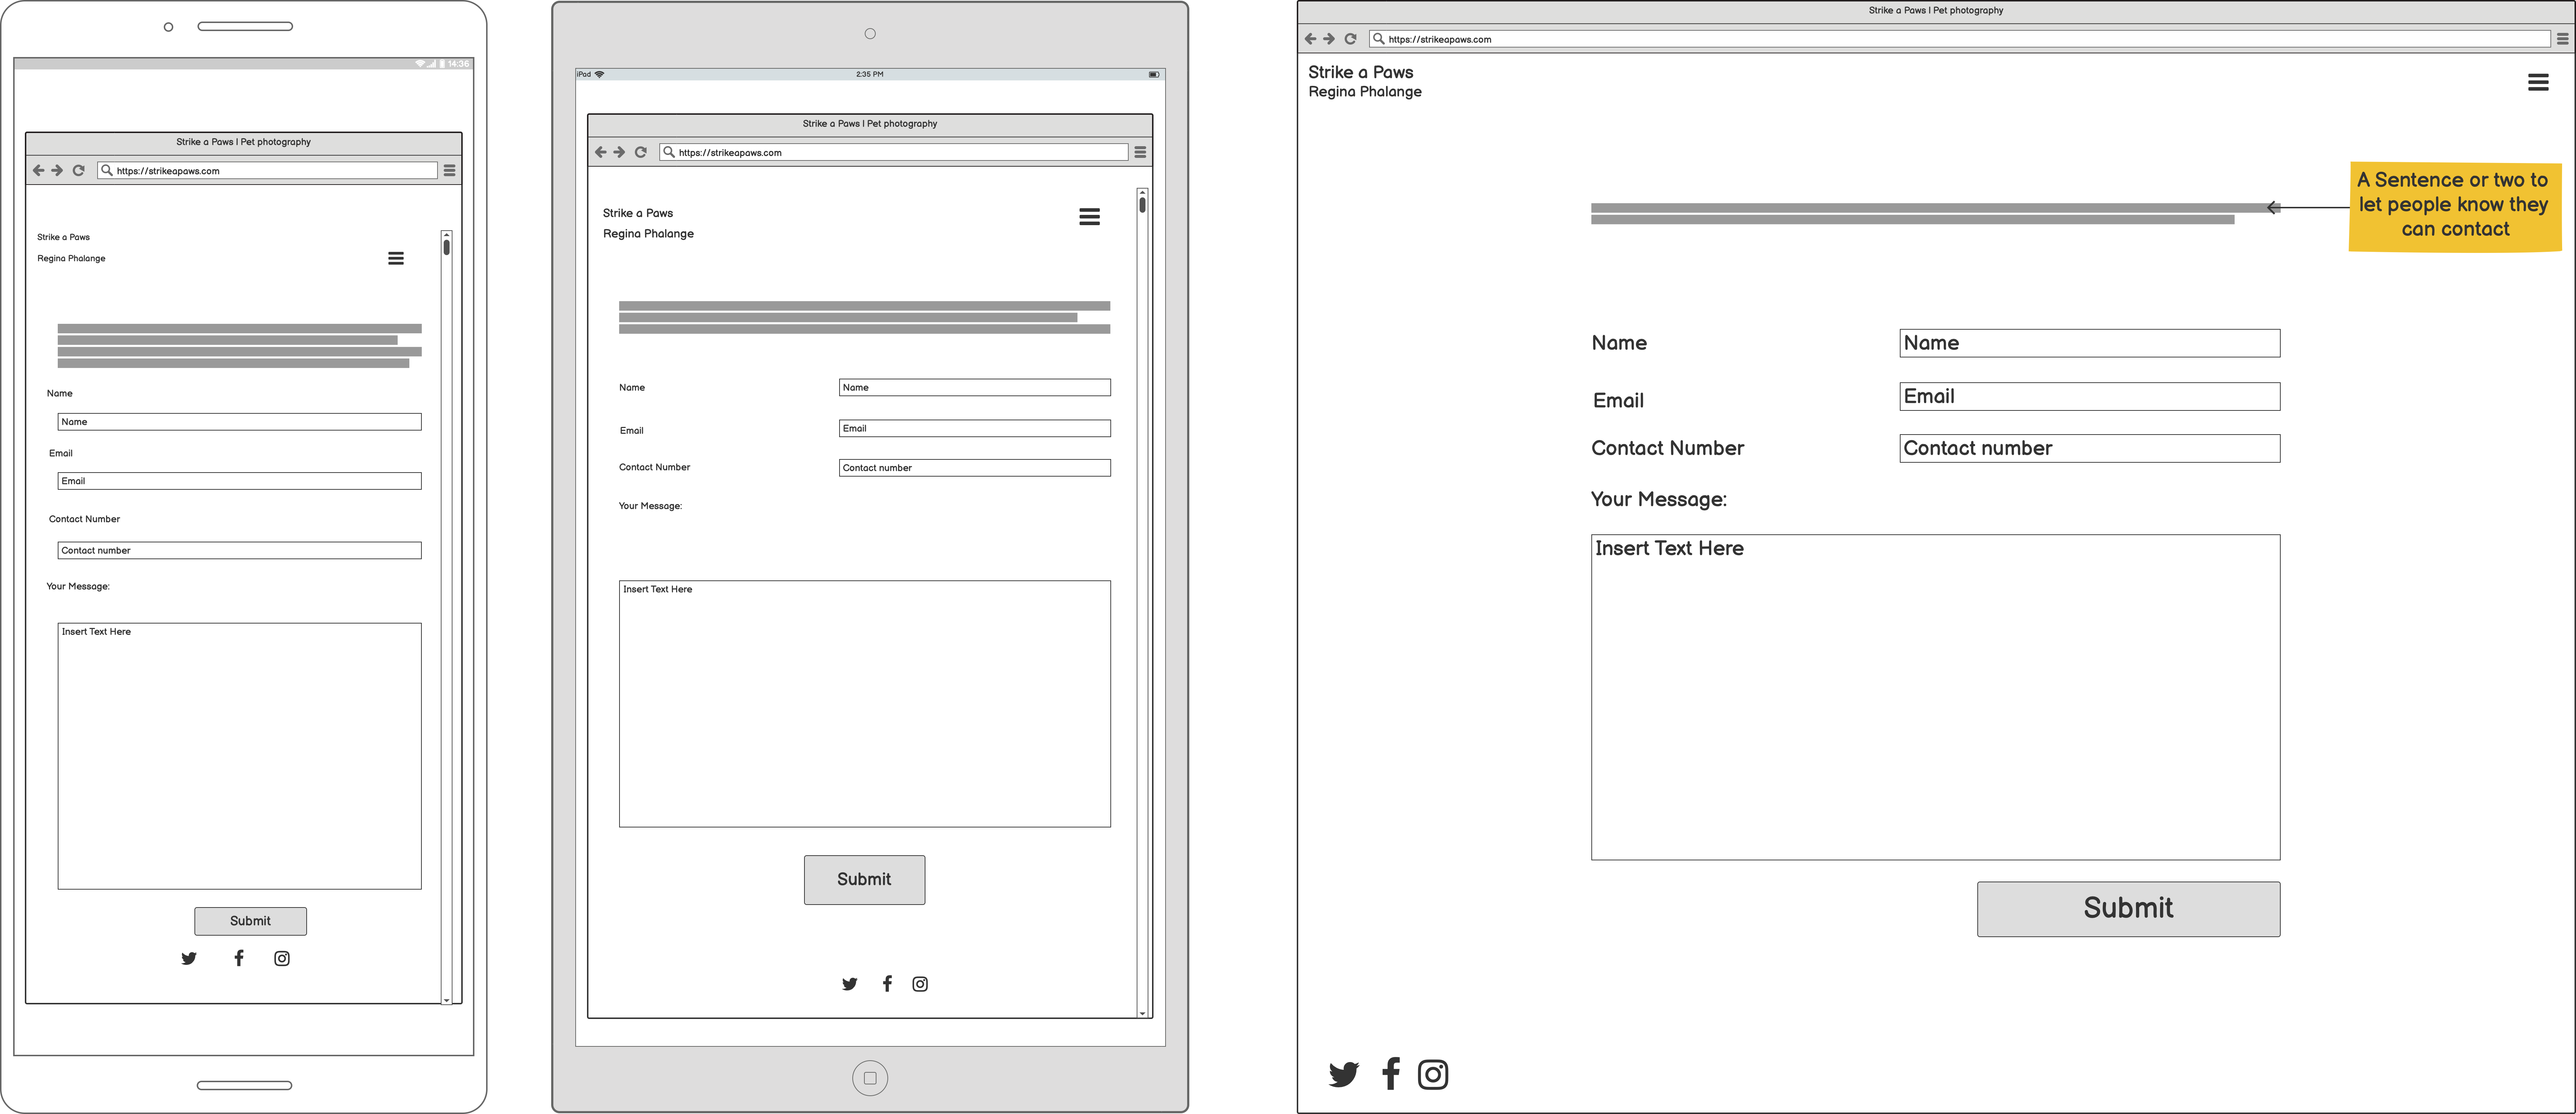 14:36
Strike a Paws | Pet photography
https://strikeapaws.com
Strike a Paws
Regina Phalange
Name
Name
Email
Email
Contact Number
Contact number
Your Message:
Insert Text Here
Submit
iPad
2:35 PM
Strike a Paws | Pet photography
https://strikeapaws.com
Strike a Paws
Regina Phalange
Name
Name
Email
Email
Contact Number
Contact number
Your Message:
Insert Text Here
Submit
Strike a Paws | Pet photography
https://strikeapaws.com
Strike a Paws
Regina Phalange
A Sentence or two to
let people know they
can contact
Name
Name
Email
Email
Contact Number
Contact number
Your Message:
Insert Text Here
Submit